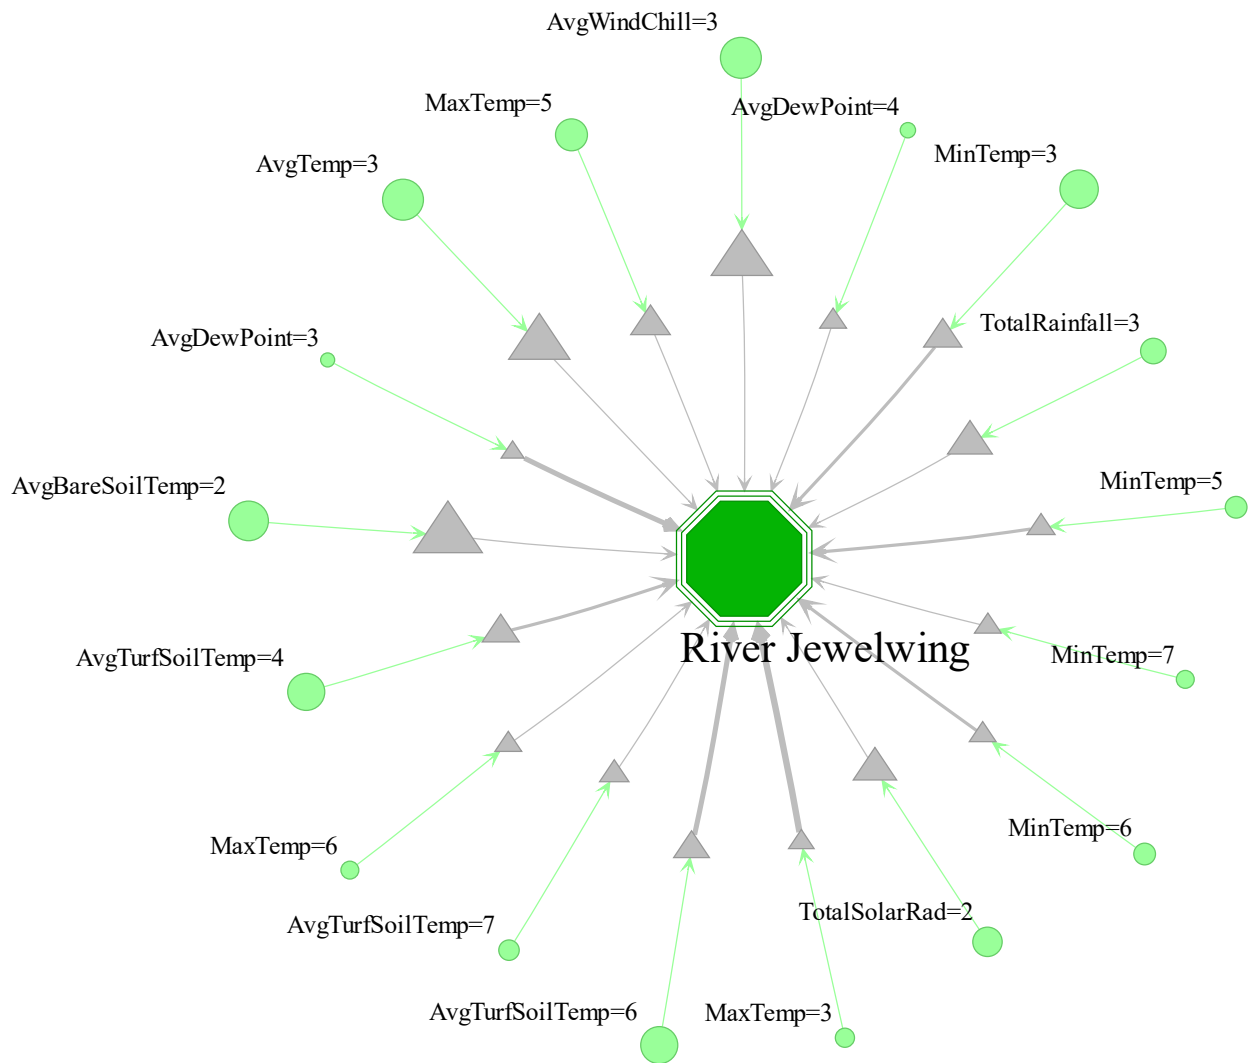 AvgWindChill=3
MaxTemp=5
AvgDewPoint=4
AvgTemp=3
MinTemp=3
AvgDewPoint=3
TotalRainfall=3
AvgBareSoilTemp=2
MinTemp=5
River Jewelwing
AvgTurfSoilTemp=4
MinTemp=7
MaxTemp=6
MinTemp=6
AvgTurfSoilTemp=7
TotalSolarRad=2
AvgTurfSoilTemp=6
MaxTemp=3